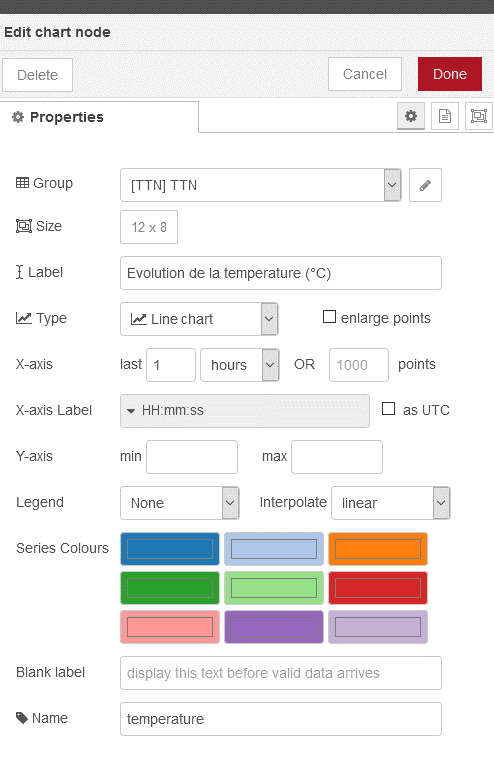 Edit chart node
Delete Cancel Done
Properties
Group [TTN] TTN
Size 12 x 8
Label Evolution de la temperature (°C)
Type Line chart enlarge points
X-axis last 1 hours OR 1000 points
X-axis Label HH:mm:ss as UTC
Y-axis min max
Legend None Interpolate linear
Series Colours
Blank label display this text before valid data arrives
Name temperature